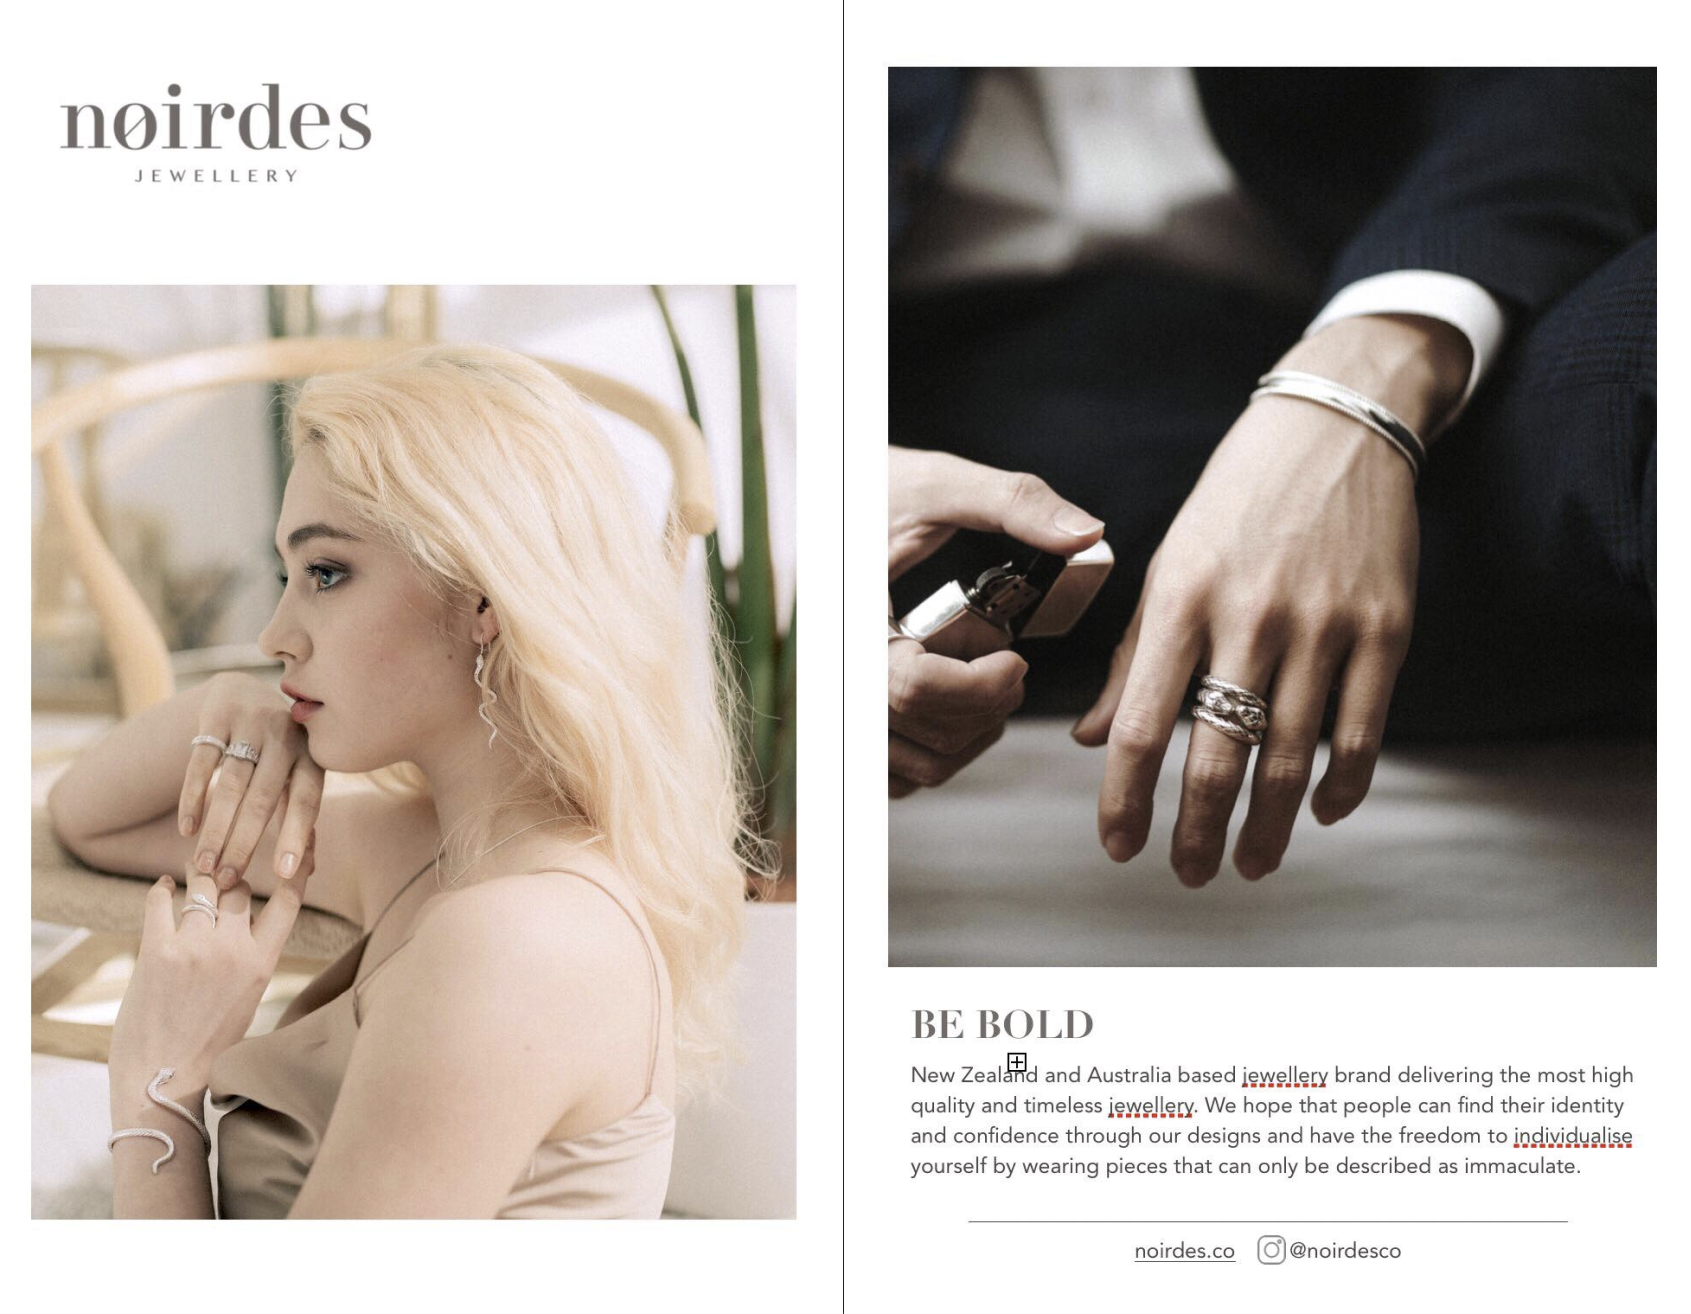 nøirdes
JEWELLERY
BE BOLD
New Zealand and Australia based jewellery brand delivering the most high
quality and timeless jewellery. We hope that people can find their identity
and confidence through our designs and have the freedom to individualise
yourself by wearing pieces that can only be described as immaculate.
noirdes.co @noirdesco